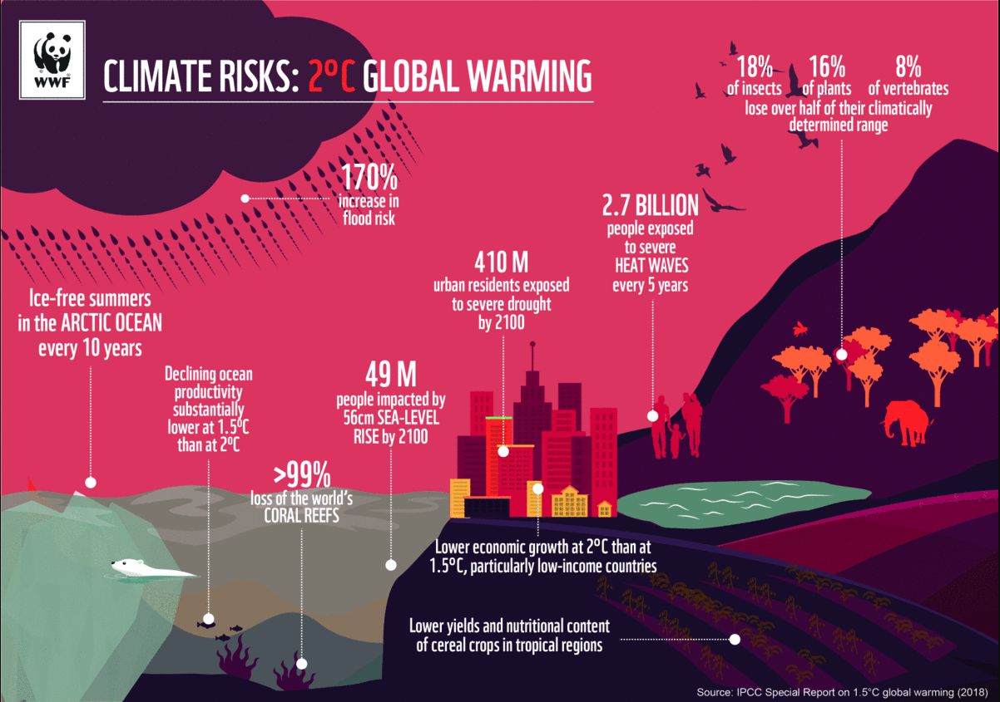 WWF
CLIMATE RISKS: 2ºC GLOBAL WARMING
18%
of insects
16%
of plants
8%
of vertebrates
lose over half of their climatically
determined range
170%
increase in
flood risk
2.7 BILLION
people exposed
to severe
HEAT WAVES
every 5 years
410 M
urban residents exposed
to severe drought
by 2100
Ice-free summers
in the ARCTIC OCEAN
every 10 years
Declining ocean
productivity
substantially
lower at 1.5ºC
than at 2ºC
49 M
people impacted by
56cm SEA-LEVEL
RISE by 2100
>99%
loss of the world's
CORAL REEFS
Lower economic growth at 2ºC than at
1.5ºC, particularly low-income countries
Lower yields and nutritional content
of cereal crops in tropical regions
Source: IPCC Special Report on 1.5°C global warming (2018)